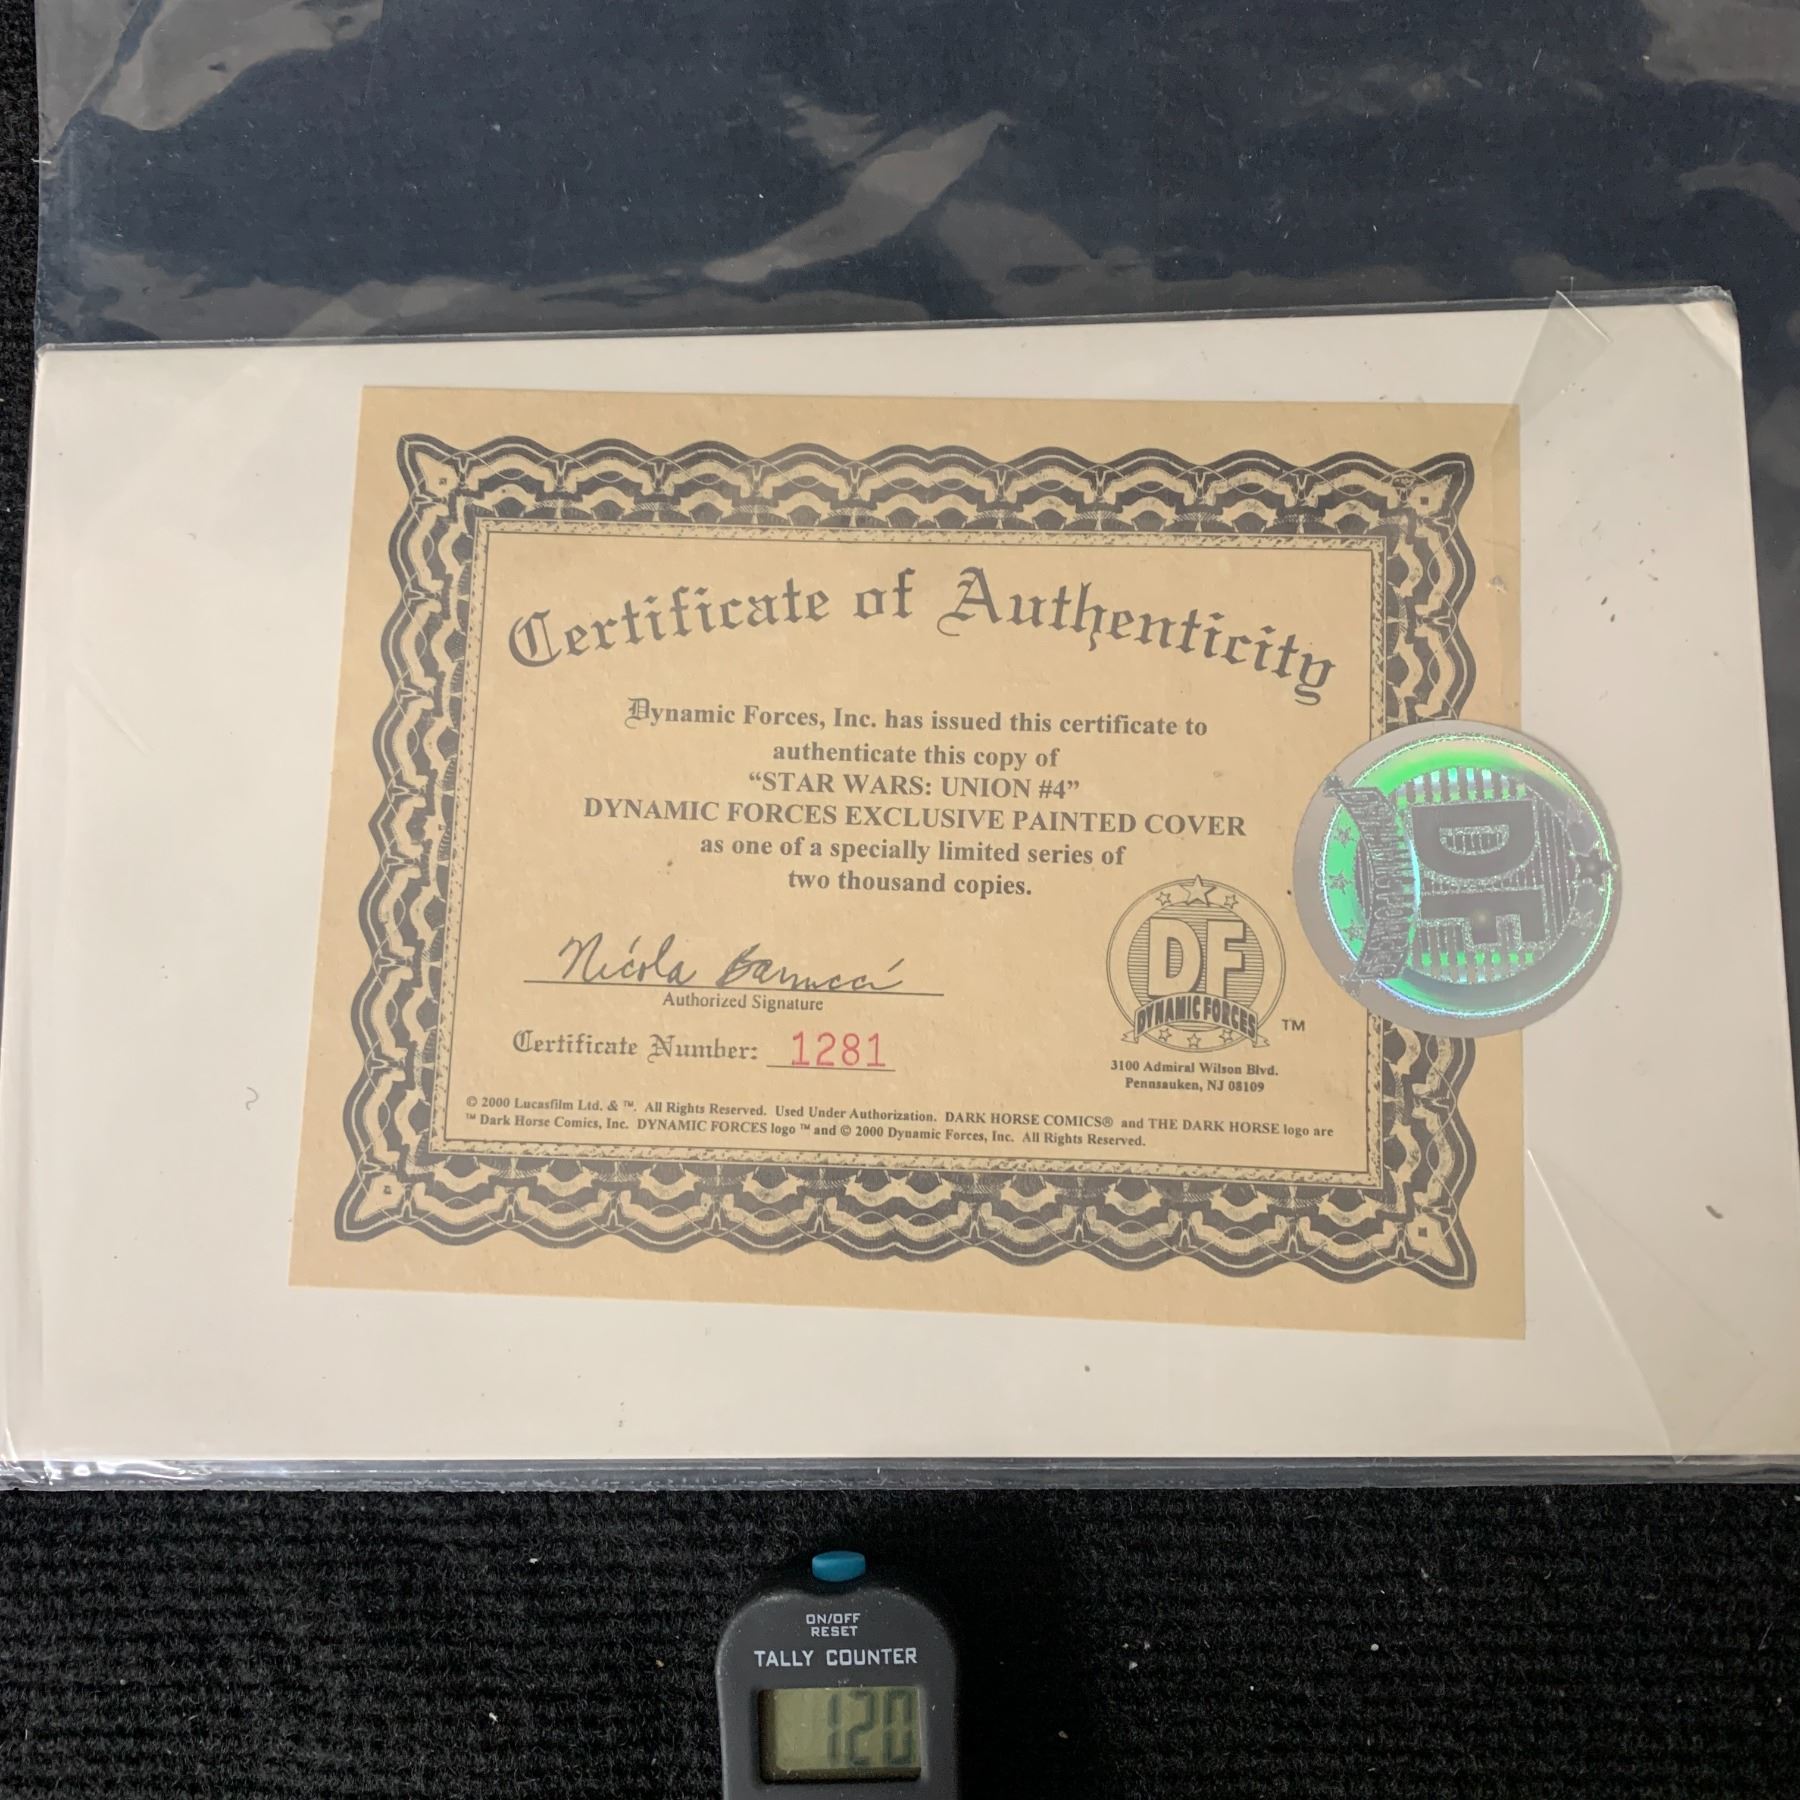 Certificate of Authenticity
Dynamic Forces, Inc. has issued this certificate to
authenticate this copy of
“STAR WARS: UNION #4”
DYNAMIC FORCES EXCLUSIVE PAINTED COVER
as one of a specially limited series of
two thousand copies.
Nicola Barrucci
Authorized Signature
Certificate Number: 1281
DF
DYNAMIC FORCES
TM
3100 Admiral Wilson Blvd.
Pennsauken, NJ 08109
© 2000 Lucasfilm Ltd. & ™. All Rights Reserved. Used Under Authorization. DARK HORSE COMICS® and THE DARK HORSE logo are
™ Dark Horse Comics, Inc. DYNAMIC FORCES logo ™ and © 2000 Dynamic Forces, Inc. All Rights Reserved.
DF
DYNAMIC FORCES
ON/OFF
RESET
TALLY COUNTER
120